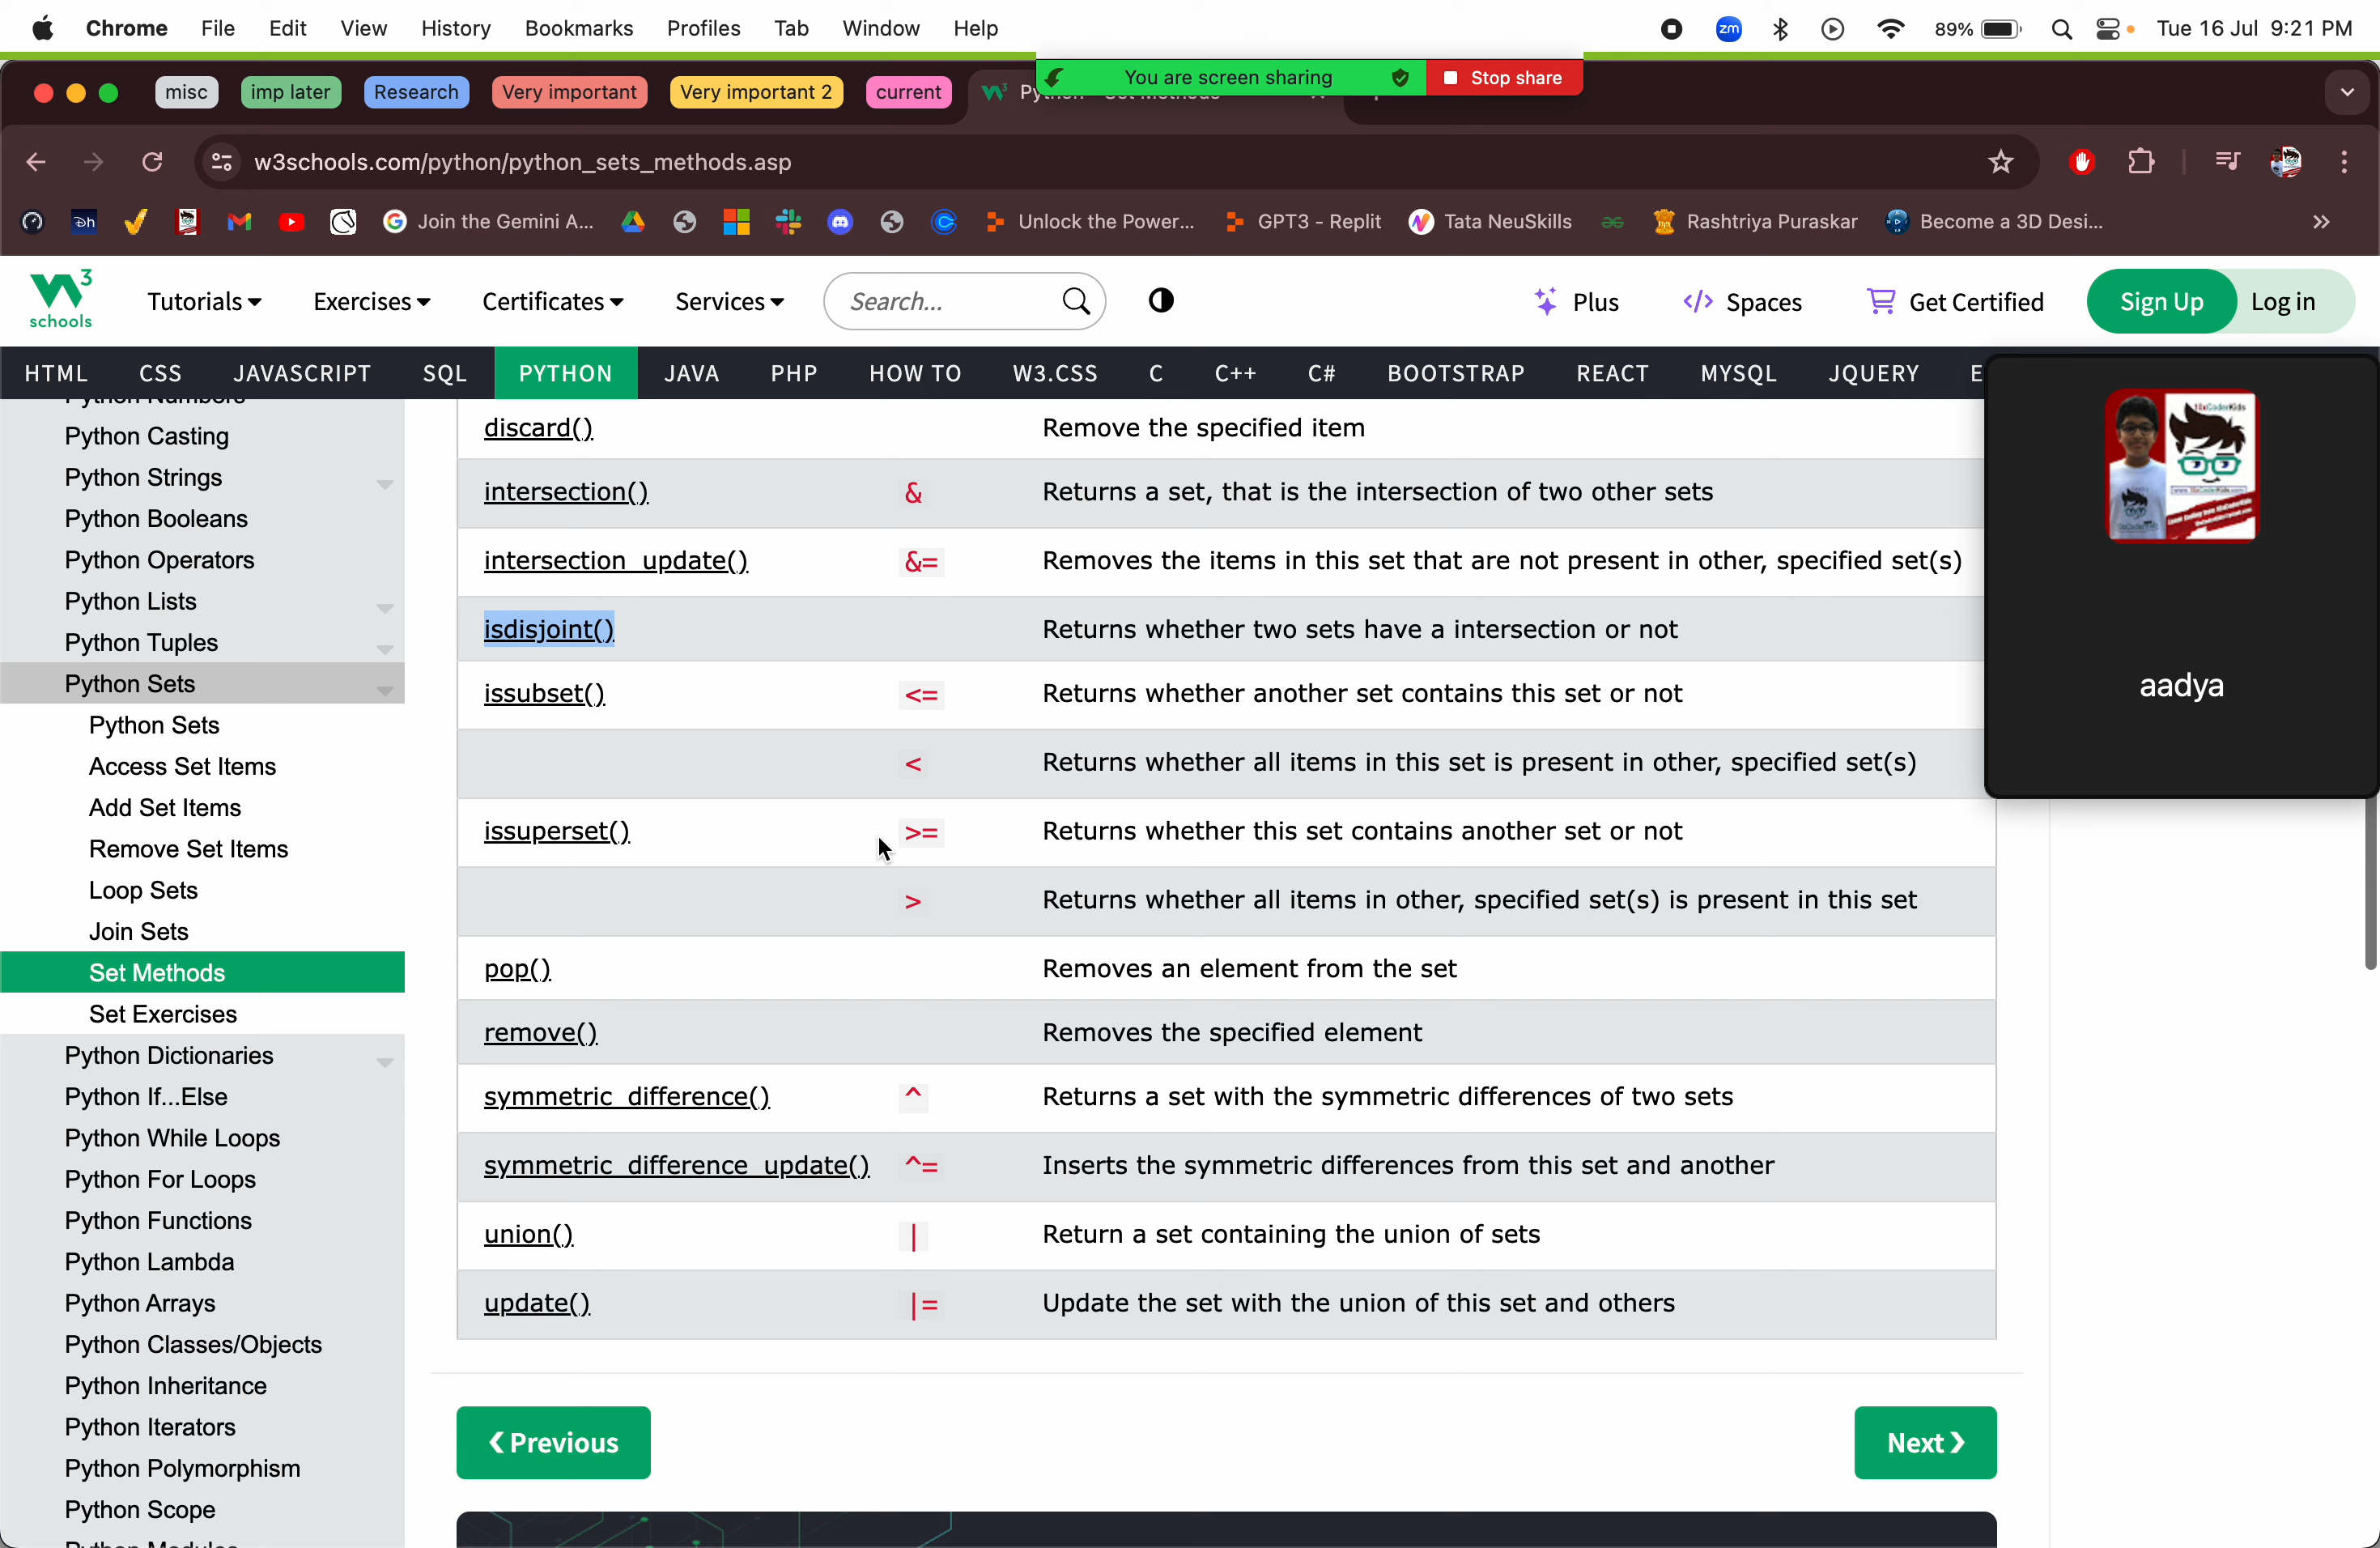 Chrome File Edit View History Bookmarks Profiles Tab Window Help zm 89% Tue 16 Jul 9:21 PM
You are screen sharing Stop share
misc imp later Research Very important Very important 2 current
w3schools.com/python/python_sets_methods.asp
Dh Join the Gemini A... Unlock the Power... GPT3 - Replit Tata NeuSkills Rashtriya Puraskar Become a 3D Desi...
W3 schools Tutorials Exercises Certificates Services Search... Plus Spaces Get Certified Sign Up Log in
HTML CSS JAVASCRIPT SQL PYTHON JAVA PHP HOW TO W3.CSS C C++ C# BOOTSTRAP REACT MYSQL JQUERY E
Python Numbers
Python Casting
Python Strings
Python Booleans
Python Operators
Python Lists
Python Tuples
Python Sets
Python Sets
Access Set Items
Add Set Items
Remove Set Items
Loop Sets
Join Sets
Set Methods
Set Exercises
Python Dictionaries
Python If...Else
Python While Loops
Python For Loops
Python Functions
Python Lambda
Python Arrays
Python Classes/Objects
Python Inheritance
Python Iterators
Python Polymorphism
Python Scope
Python Modules
discard() Remove the specified item
intersection() & Returns a set, that is the intersection of two other sets
intersection_update() &= Removes the items in this set that are not present in other, specified set(s)
isdisjoint() Returns whether two sets have a intersection or not
issubset() <= Returns whether another set contains this set or not
< Returns whether all items in this set is present in other, specified set(s)
issuperset() >= Returns whether this set contains another set or not
> Returns whether all items in other, specified set(s) is present in this set
pop() Removes an element from the set
remove() Removes the specified element
symmetric_difference() ^ Returns a set with the symmetric differences of two sets
symmetric_difference_update() ^= Inserts the symmetric differences from this set and another
union() | Return a set containing the union of sets
update() |= Update the set with the union of this set and others
❮ Previous Next ❯
aadya